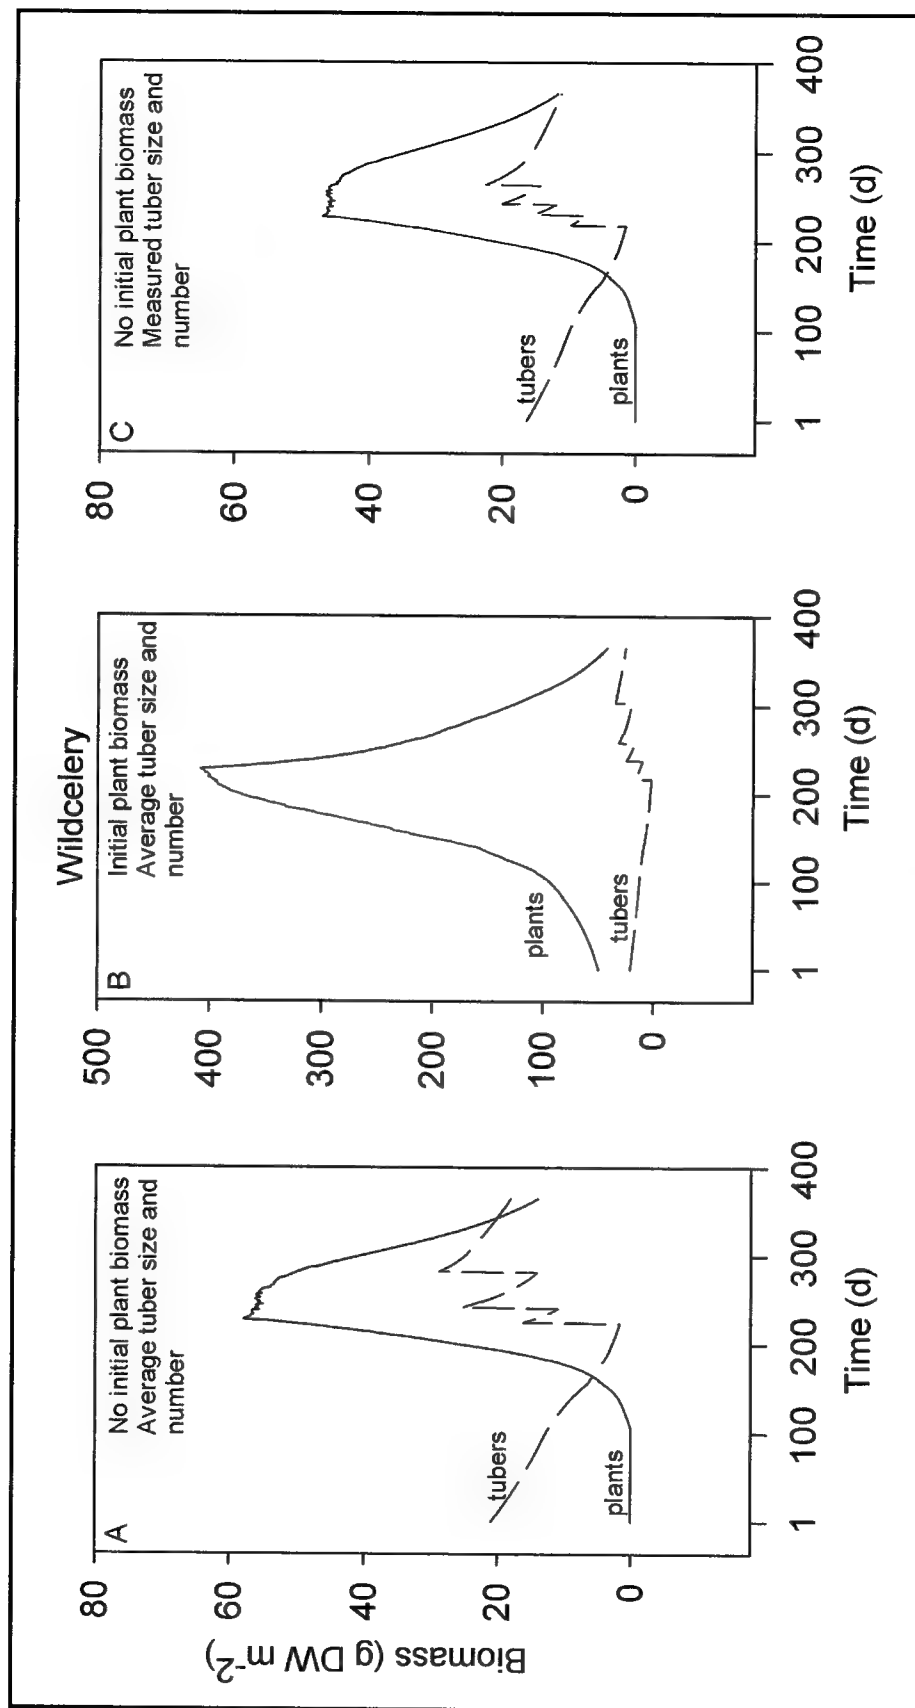 Wildcelery
Biomass (g DW m-2)
A
No initial plant biomass
Average tuber size and
number
80
60
40
20
0
tubers
plants
1 100 200 300 400
Time (d)
B
Initial plant biomass
Average tuber size and
number
500
400
300
200
100
0
plants
tubers
1 100 200 300 400
Time (d)
C
No initial plant biomass
Measured tuber size and
number
80
60
40
20
0
tubers
plants
1 100 200 300 400
Time (d)